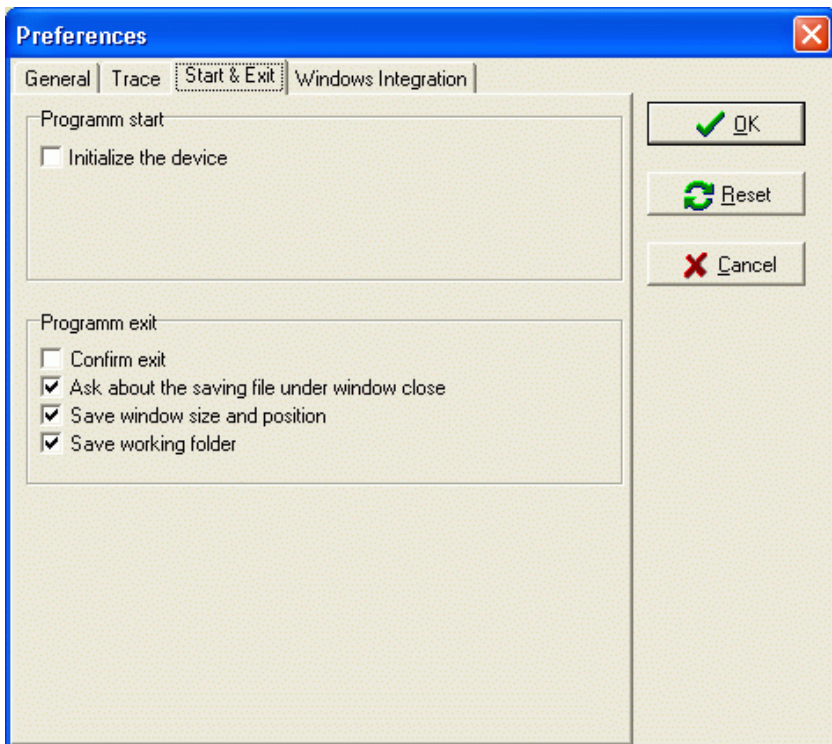 Preferences
General Trace Start & Exit Windows Integration
Programm start
Initialize the device
OK
Reset
Cancel
Programm exit
Confirm exit
Ask about the saving file under window close
Save window size and position
Save working folder